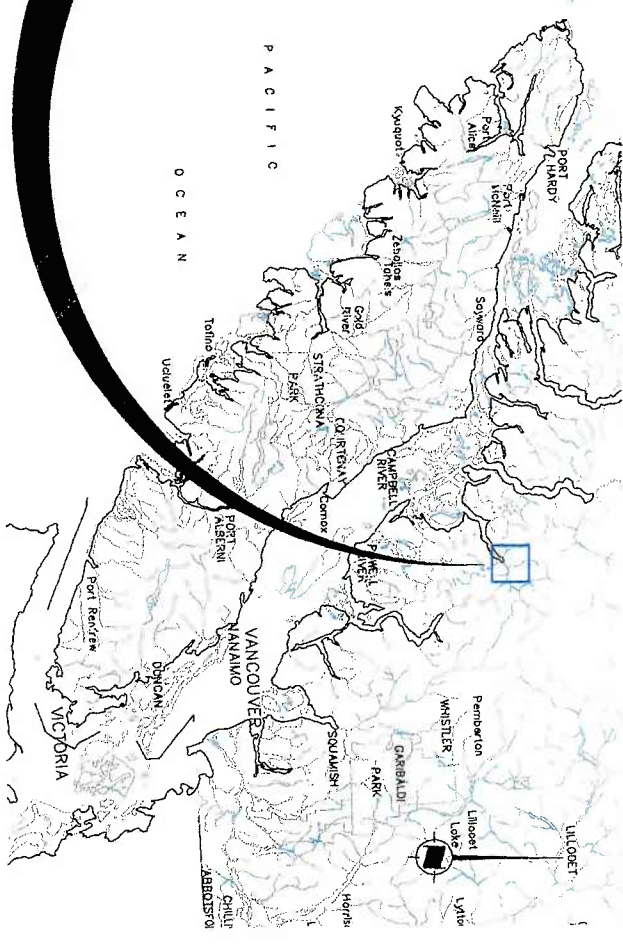 PACIFIC
OCEAN
PORT
HARDY
Port
Alice
Port
McNeill
Kyuquot
Zeballos
Tahsis
Gold
River
Sayward
STRATHCONA
PARK
COURTENAY
CAMPBELL
RIVER
Comox
Tofino
Ucluelet
PORT
ALBERNI
RIVER
Port Renfrew
NANAIMO
VANCOUVER
DUNCAN
VICTORIA
SQUAMISH
GARIBALDI
PARK
WHISTLER
Pemberton
Lillooet
Lake
LILLOOET